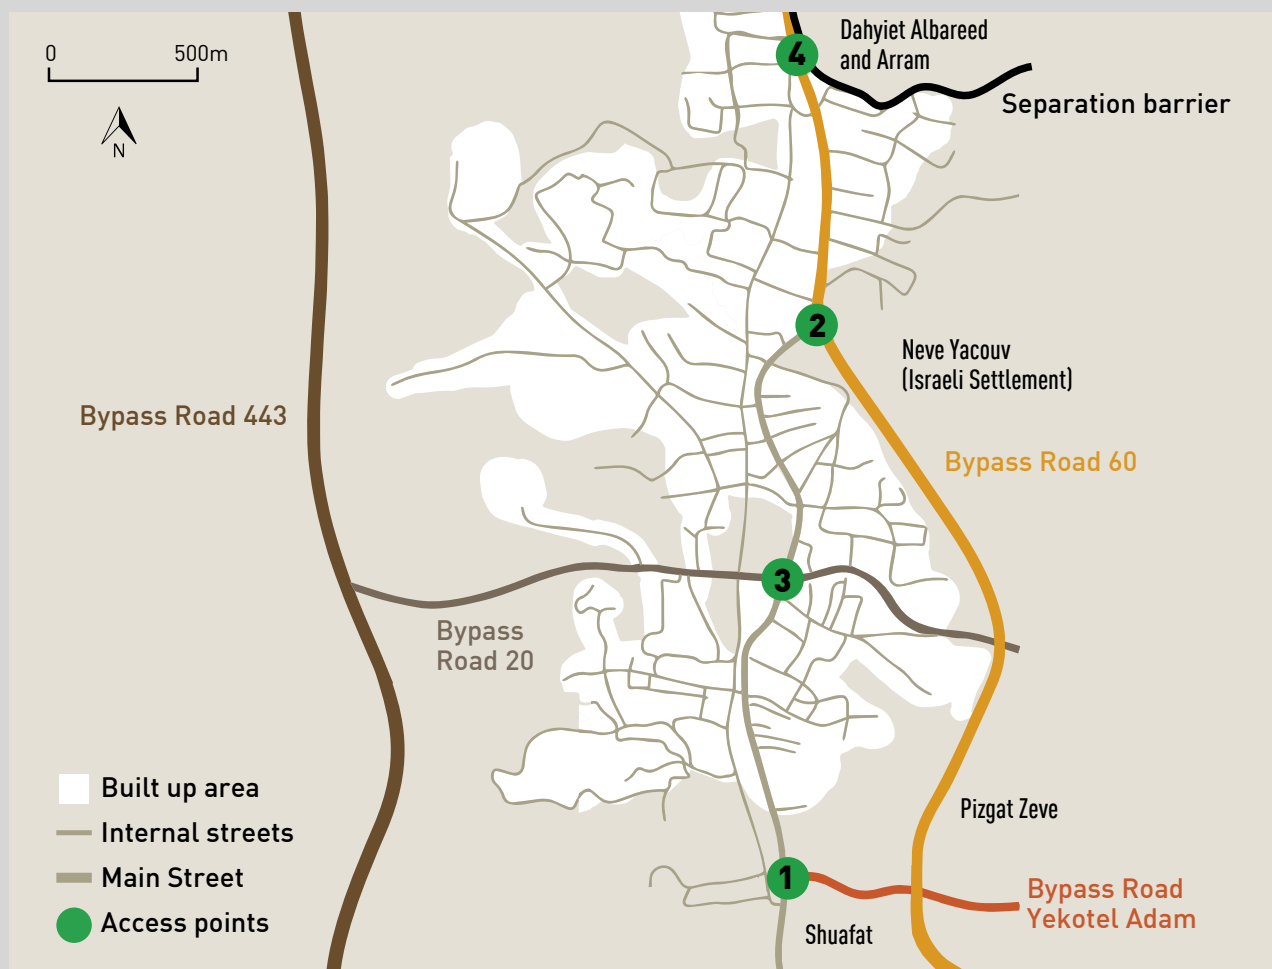 0 500m
N
Dahyiet Albareed
and Arram
4
Separation barrier
2
Neve Yacouv
(Israeli Settlement)
Bypass Road 443
Bypass Road 60
3
Bypass
Road 20
Built up area
Internal streets
Main Street
Access points
Pizgat Zeve
1
Bypass Road
Yekotel Adam
Shuafat